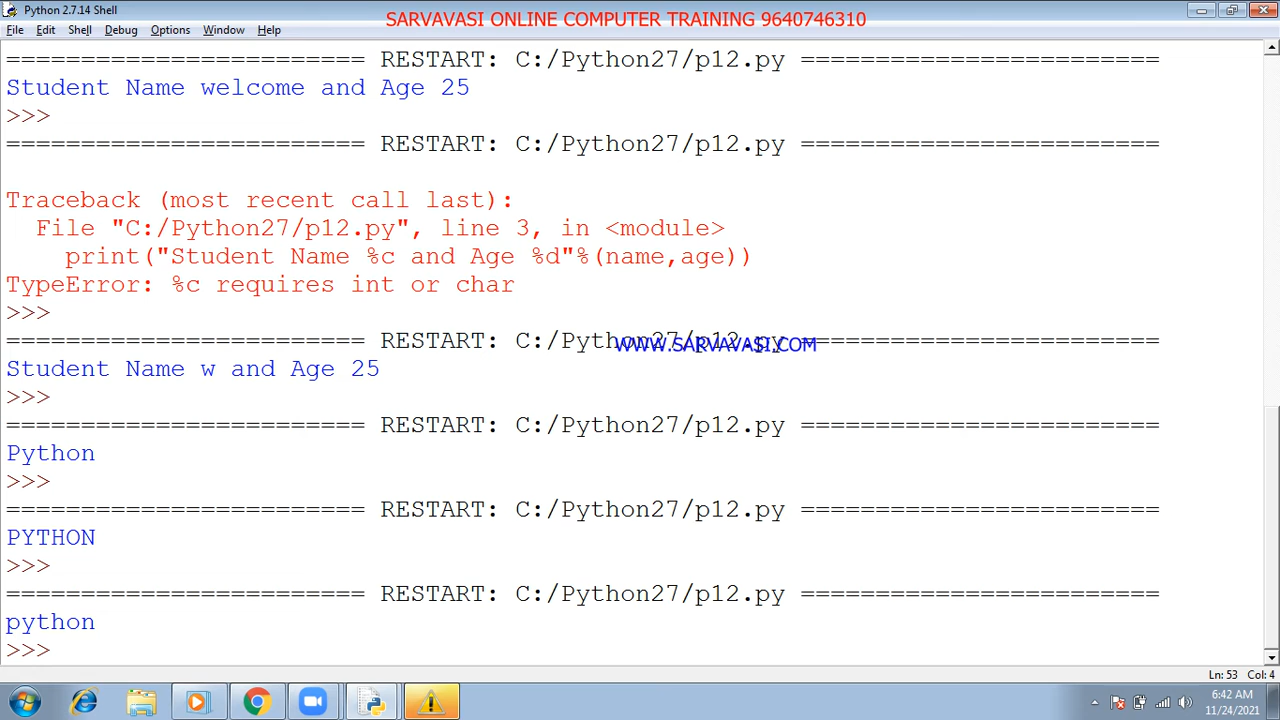 Python 2.7.14 Shell
SARVAVASI ONLINE COMPUTER TRAINING 9640746310
File Edit Shell Debug Options Window Help
======================== RESTART: C:/Python27/p12.py ========================
Student Name welcome and Age 25
>>>
======================== RESTART: C:/Python27/p12.py ========================
Traceback (most recent call last):
File "C:/Python27/p12.py", line 3, in <module>
print("Student Name %c and Age %d"%(name,age))
TypeError: %c requires int or char
>>>
======================== RESTART: C:/Python27/p12.py ========================
WWW.SARVAVASI.COM
Student Name w and Age 25
>>>
======================== RESTART: C:/Python27/p12.py ========================
Python
>>>
======================== RESTART: C:/Python27/p12.py ========================
PYTHON
>>>
======================== RESTART: C:/Python27/p12.py ========================
python
>>>
Ln: 53 Col: 4
6:42 AM
11/24/2021